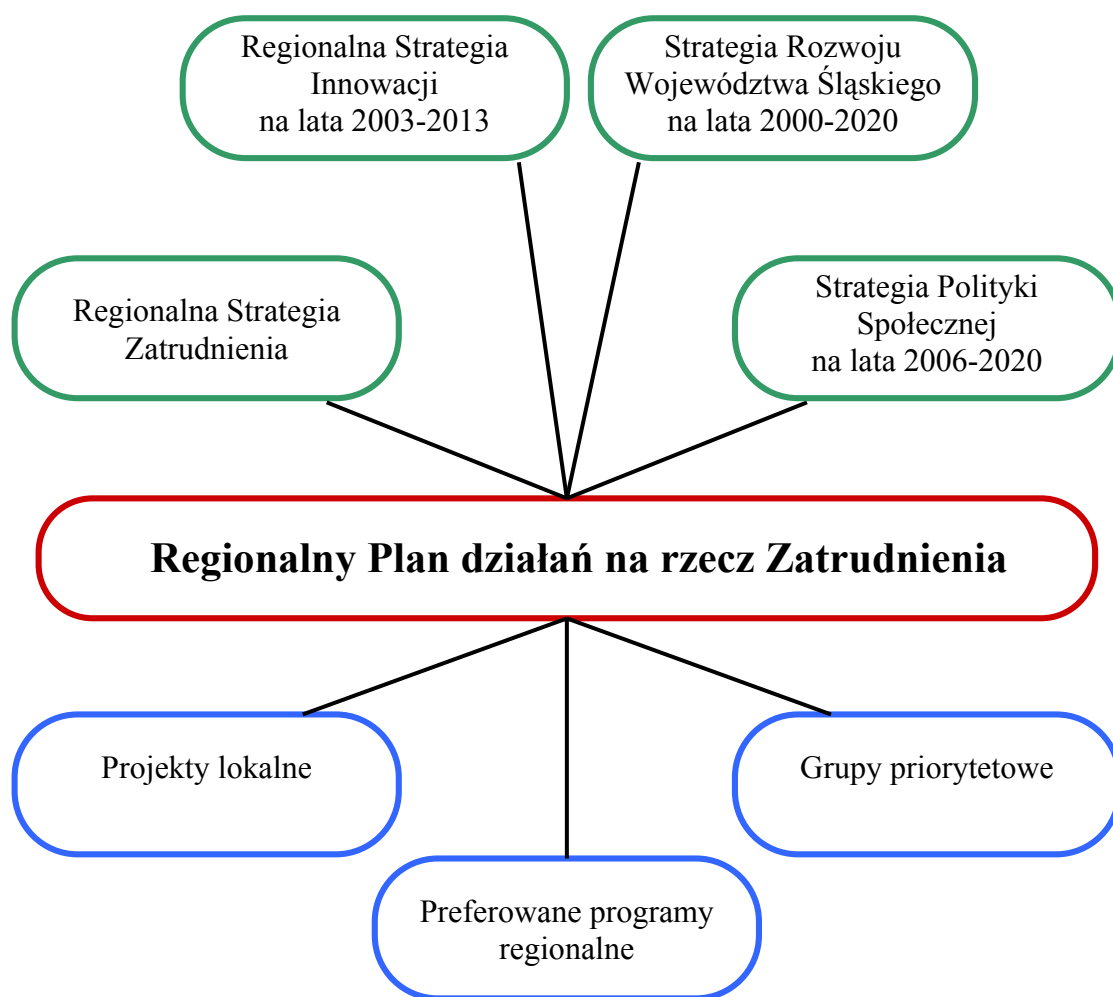 Regionalna Strategia
Innowacji
na lata 2003-2013
Strategia Rozwoju
Województwa Śląskiego
na lata 2000-2020
Regionalna Strategia
Zatrudnienia
Strategia Polityki
Społecznej
na lata 2006-2020
Regionalny Plan działań na rzecz Zatrudnienia
Projekty lokalne
Grupy priorytetowe
Preferowane programy
regionalne